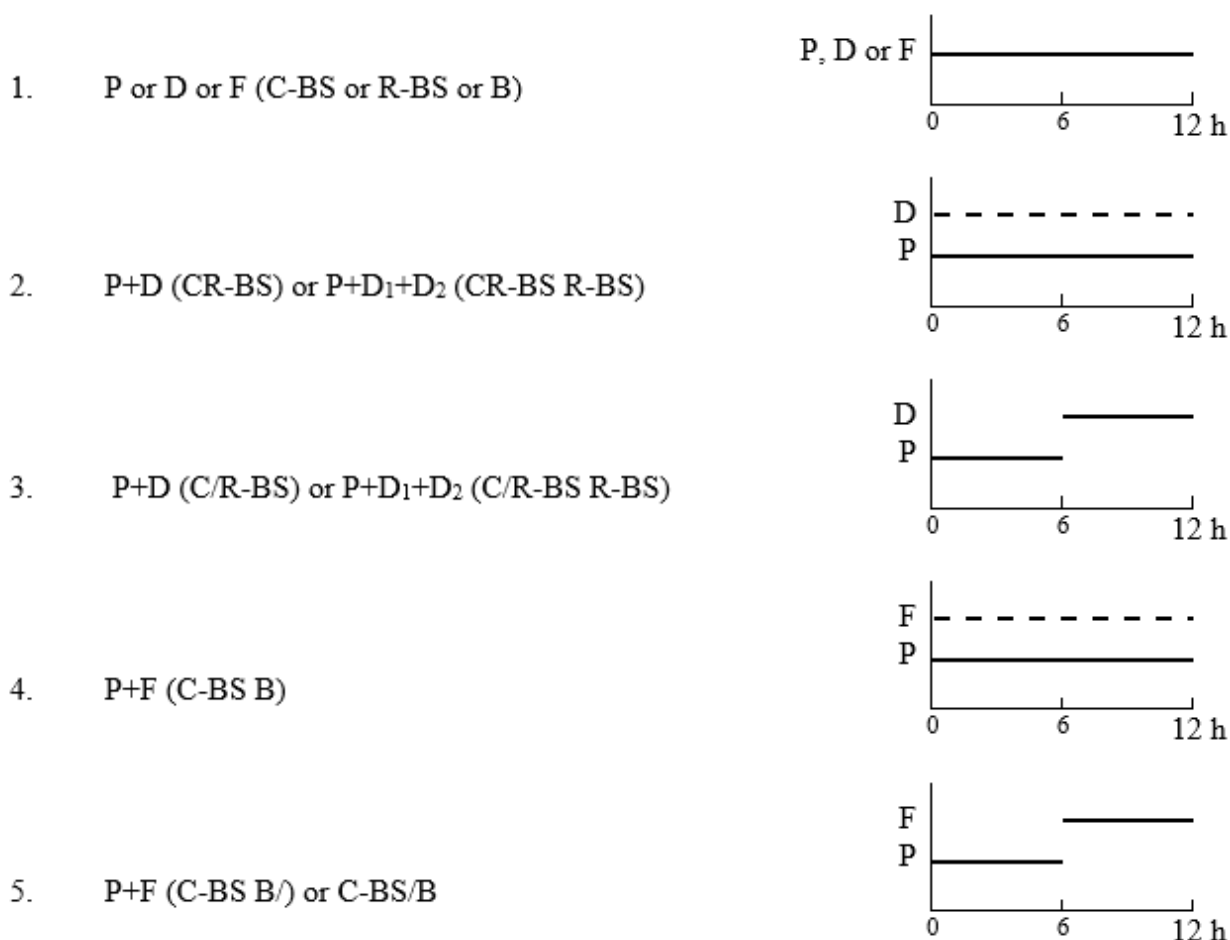 P, D or F
1. P or D or F (C-BS or R-BS or B)
0 6 12 h
D
P
2. P+D (CR-BS) or P+D₁+D₂ (CR-BS R-BS)
0 6 12 h
D
P
3. P+D (C/R-BS) or P+D₁+D₂ (C/R-BS R-BS)
0 6 12 h
F
P
4. P+F (C-BS B)
0 6 12 h
F
P
5. P+F (C-BS B/) or C-BS/B
0 6 12 h